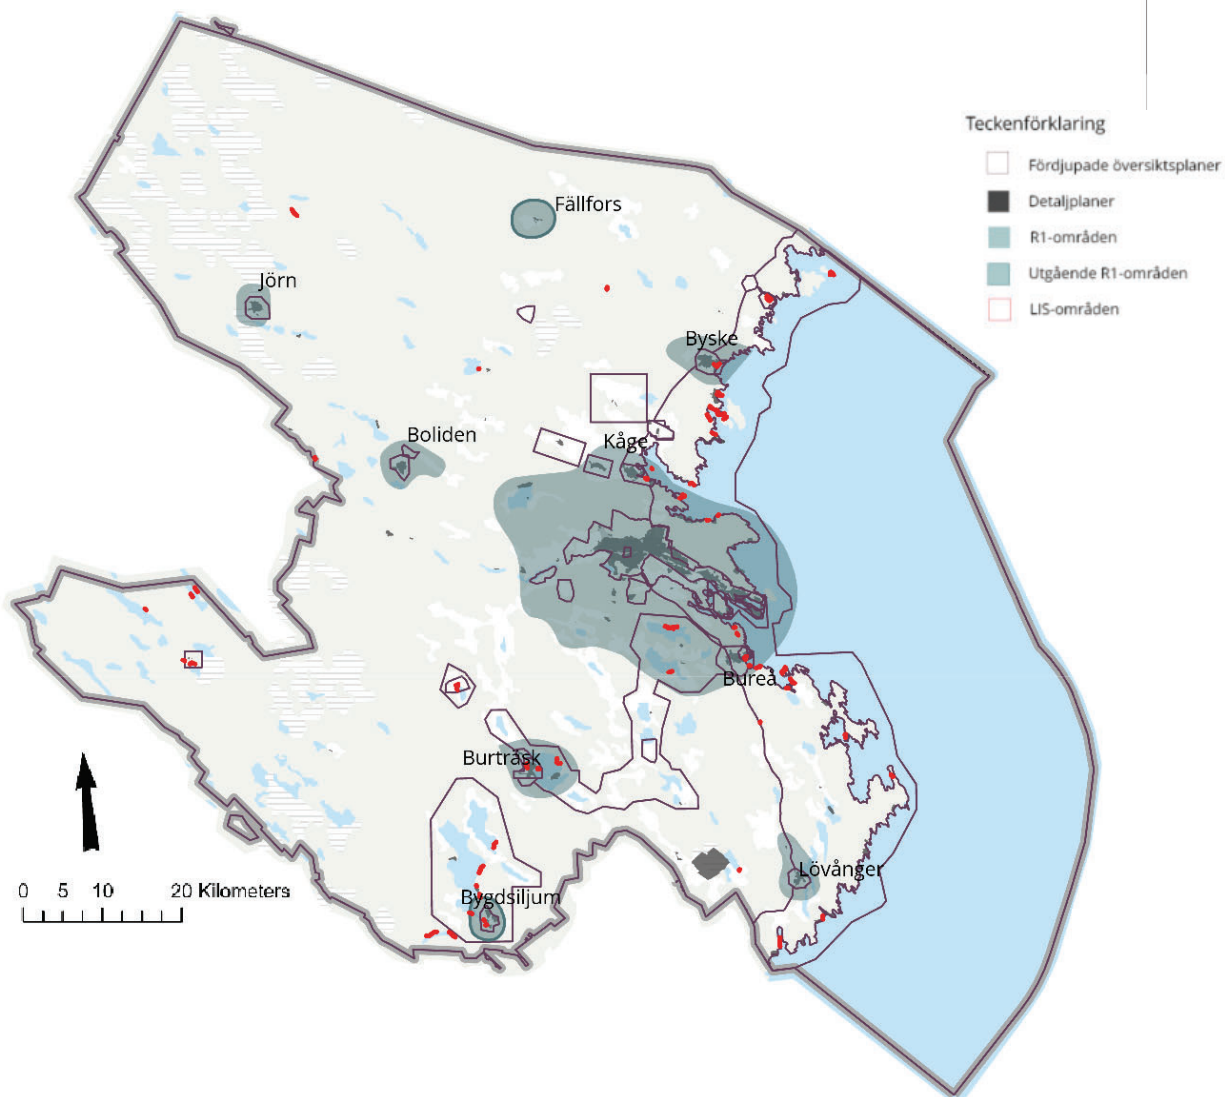 Teckenförklaring
Fördjupade översiktsplaner
Detaljplaner
R1-områden
Utgående R1-områden
LIS-områden
Fällfors
Jörn
Byske
Boliden
Kåge
Bureå
Burträsk
Lövånger
Bygdsiljum
0 5 10 20 Kilometers